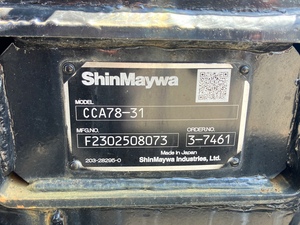 ShinMaywa
MODEL
CCA78-31
MFG.NO. ORDER NO.
F2302508073 3-7461
203-28295-0 Made in Japan
ShinMaywa Industries, Ltd.